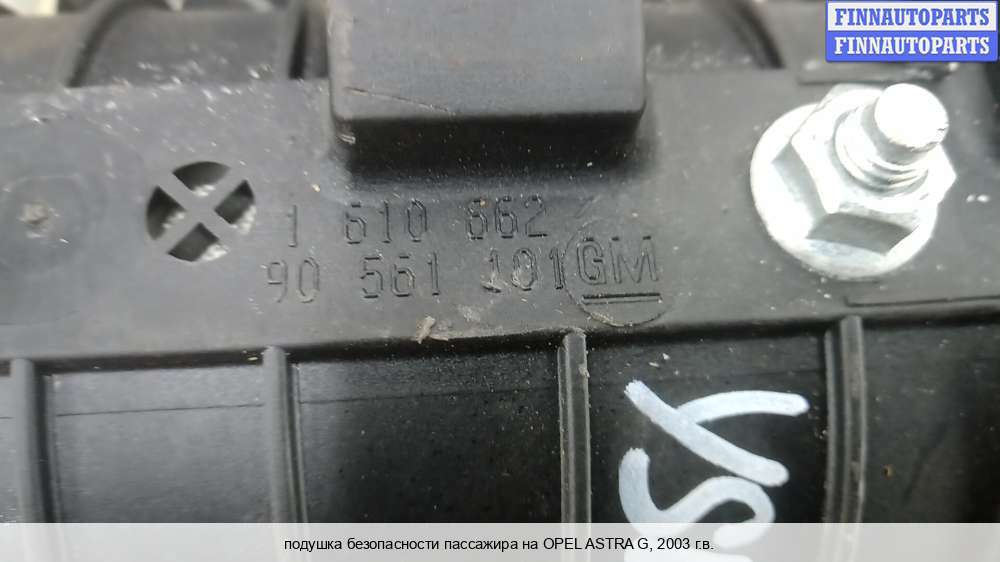 FINNAUTOPARTS
FINNAUTOPARTS
1 610 662
90 561 101 GM
подушка безопасности пассажира на OPEL ASTRA G, 2003 г.в.